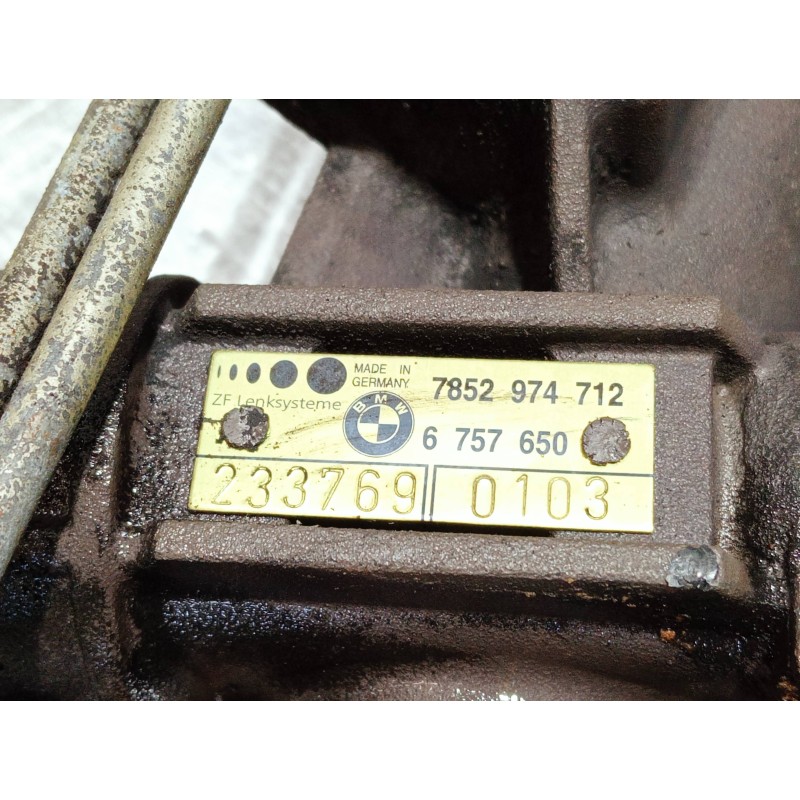 MADE IN
GERMANY
7852 974 712
ZF Lenksysteme
BMW
6 757 650
233769 0103